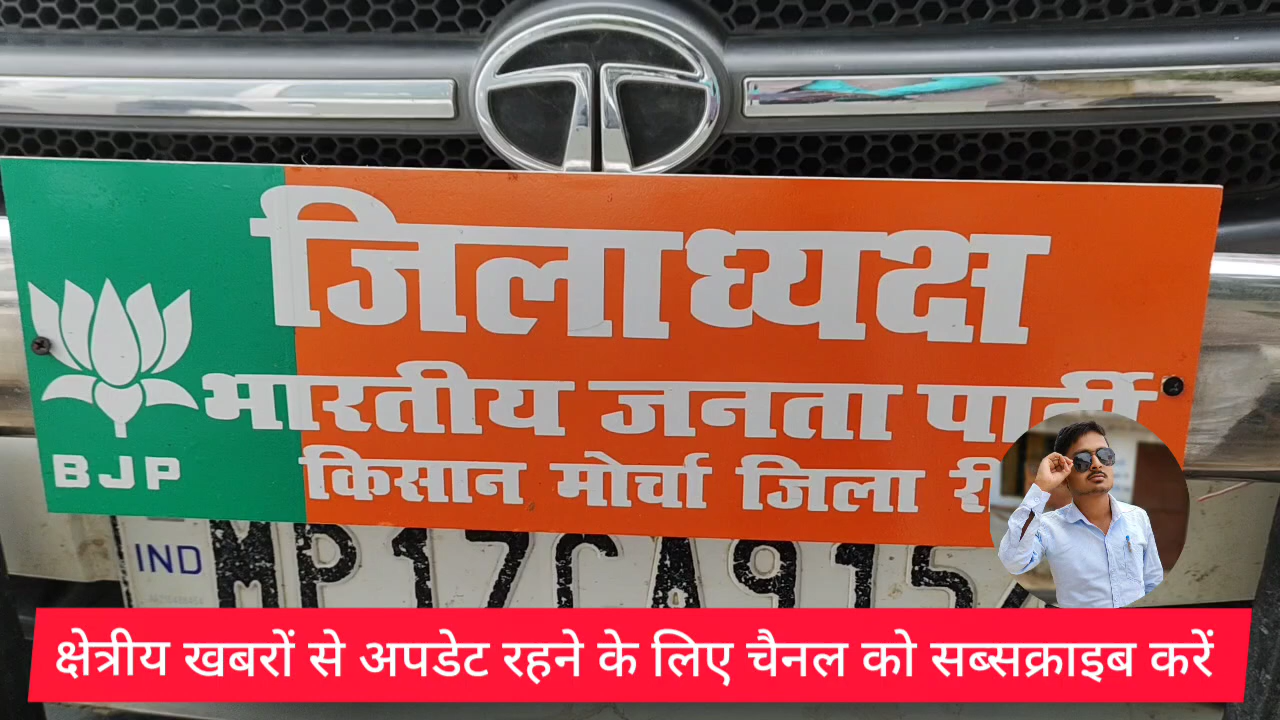 जिलाध्यक्ष
भारतीय जनता पार्टी
BJP
किसान मोर्चा जिला
IND
क्षेत्रीय खबरों से अपडेट रहने के लिए चैनल को सब्सक्राइब करें